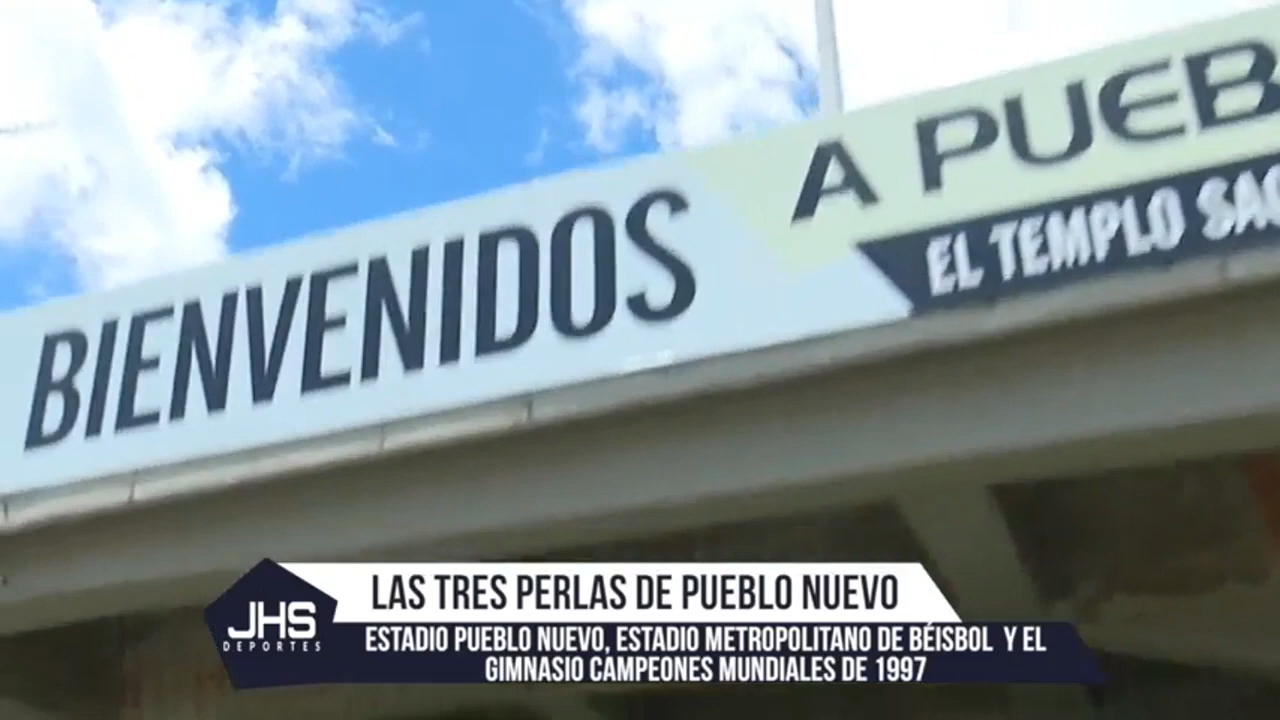 BIENVENIDOS
A PUEB
EL TEMPLO
LAS TRES PERLAS DE PUEBLO NUEVO
JHS
DEPORTES
ESTADIO PUEBLO NUEVO, ESTADIO METROPOLITANO DE BÉISBOL Y EL
GIMNASIO CAMPEONES MUNDIALES DE 1997